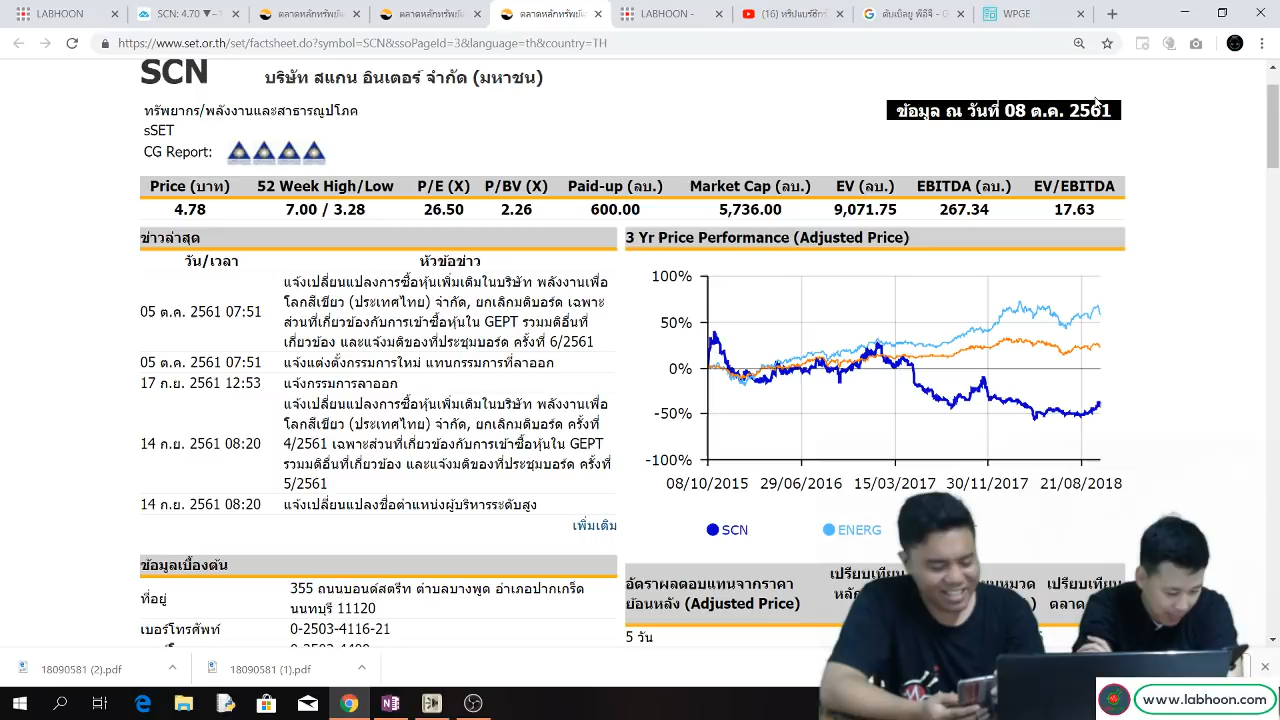 LABHOON
SCN: 4.70 ▼
ตลาดหลักทรัพย์
ตลาดหลักทรัพย์
ตลาดหลักทรัพย์
LABHOON -
WPGE
https://www.set.or.th/set/factsheet.do?symbol=SCN&ssoPageId=3&language=th&country=TH
SCN บริษัท สแกน อินเตอร์ จำกัด (มหาชน)
ทรัพยากร/พลังงานและสาธารณูปโภค
ข้อมูล ณ วันที่ 08 ต.ค. 2561
sSET
CG Report:
Price (บาท) 52 Week High/Low P/E (X) P/BV (X) Paid-up (ลบ.) Market Cap (ลบ.) EV (ลบ.) EBITDA (ลบ.) EV/EBITDA
4.78 7.00 / 3.28 26.50 2.26 600.00 5,736.00 9,071.75 267.34 17.63
ข่าวล่าสุด
วัน/เวลา หัวข้อข่าว
05 ต.ค. 2561 07:51
แจ้งเปลี่ยนแปลงการซื้อหุ้นเพิ่มเติมในบริษัท พลังงานเพื่อ
โลกสีเขียว (ประเทศไทย) จำกัด, ยกเลิกมติบอร์ด เฉพาะ
ส่วนที่เกี่ยวข้องกับการเข้าซื้อหุ้นใน GEPT รวมมติอื่นที่
เกี่ยวข้อง และแจ้งมติของที่ประชุมบอร์ด ครั้งที่ 6/2561
05 ต.ค. 2561 07:51 แจ้งแต่งตั้งกรรมการใหม่ แทนกรรมการที่ลาออก
17 ก.ย. 2561 12:53 แจ้งกรรมการลาออก
14 ก.ย. 2561 08:20
แจ้งเปลี่ยนแปลงการซื้อหุ้นเพิ่มเติมในบริษัท พลังงานเพื่อ
โลกสีเขียว (ประเทศไทย) จำกัด, ยกเลิกมติบอร์ด ครั้งที่
4/2561 เฉพาะส่วนที่เกี่ยวข้องกับการเข้าซื้อหุ้นใน GEPT
รวมมติอื่นที่เกี่ยวข้อง และแจ้งมติของที่ประชุมบอร์ด ครั้งที่
5/2561
14 ก.ย. 2561 08:20 แจ้งเปลี่ยนแปลงชื่อตำแหน่งผู้บริหารระดับสูง
เพิ่มเติม
3 Yr Price Performance (Adjusted Price)
100%
50%
0%
-50%
-100%
08/10/2015 29/06/2016 15/03/2017 30/11/2017 21/08/2018
SCN ENERG
ข้อมูลเบื้องต้น
ที่อยู่ 355 ถนนบอนด์สตรีท ตำบลบางพูด อำเภอปากเกร็ด
นนทบุรี 11120
เบอร์โทรศัพท์ 0-2503-4116-21
อัตราผลตอบแทนจากราคา
ย้อนหลัง (Adjusted Price)
เปรียบเทียบ
เปรียบเทียบ
ตลาด
5 วัน
18090581 (2).pdf
18090581 (1).pdf
www.labhoon.com